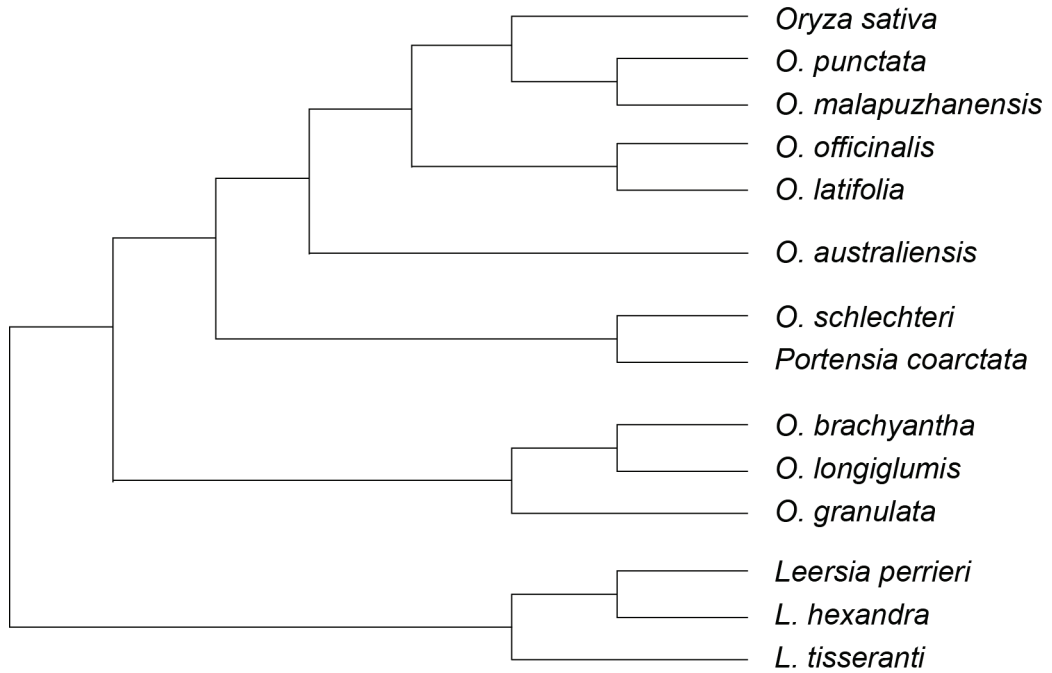 Oryza sativa
O. punctata
O. malapuzhanensis
O. officinalis
O. latifolia
O. australiensis
O. schlechteri
Portensia coarctata
O. brachyantha
O. longiglumis
O. granulata
Leersia perrieri
L. hexandra
L. tisseranti